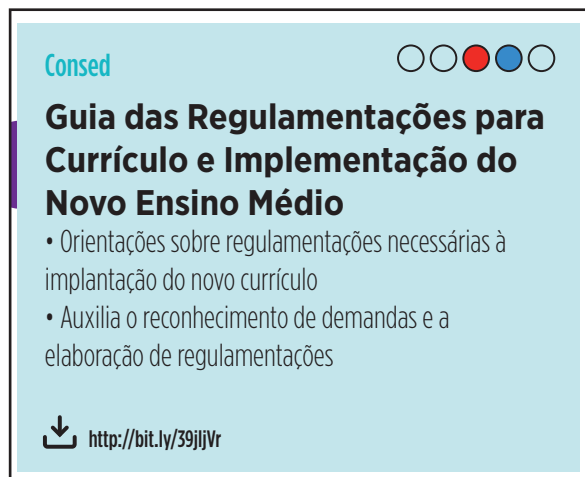 Consed
Guia das Regulamentações para
Currículo e Implementação do
Novo Ensino Médio
• Orientações sobre regulamentações necessárias à
implantação do novo currículo
• Auxilia o reconhecimento de demandas e a
elaboração de regulamentações
http://bit.ly/39jljVr